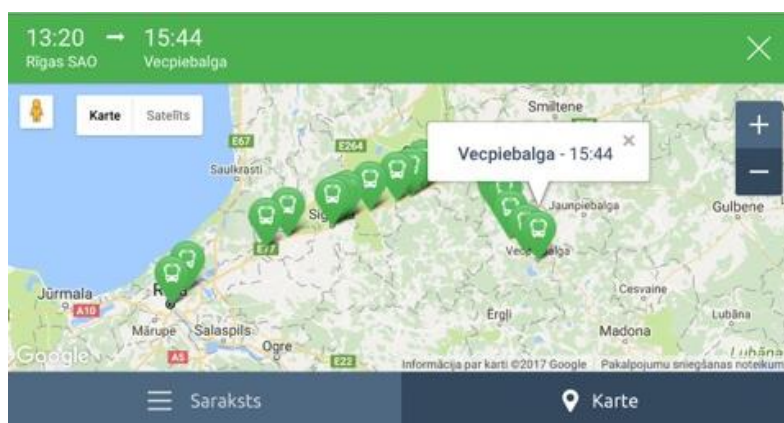 13:20 → 15:44
Rīgas SAO Vecpiebalga
Karte Satelīts
Smiltene
E67
E264
Vecpiebalga - 15:44
Saulkrasti
Jaunpiebalga
Gulbene
E77
Jūrmala
A10
Cesvaine
Ērgļi
Lubāna
Mārupe Salaspils
Madona
Ogre
A5
E22
Google
Informācija par karti ©2017 Google Pakalpojumu sniegšanas noteikum
Saraksts
Karte